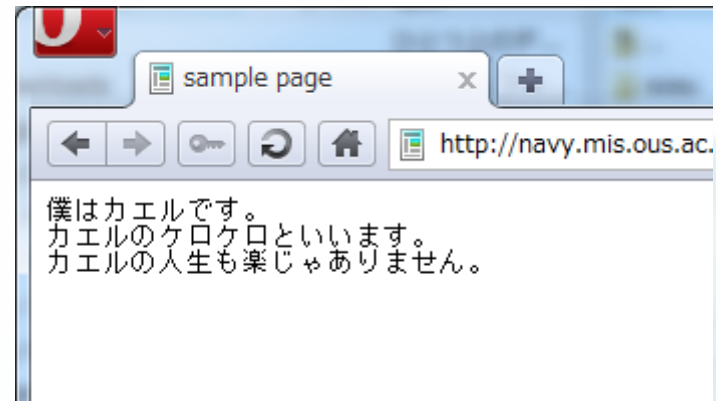 sample page
http://navy.mis.ous.ac.
僕はカエルです。
カエルのケロケロといいます。
カエルの人生も楽じゃありません。